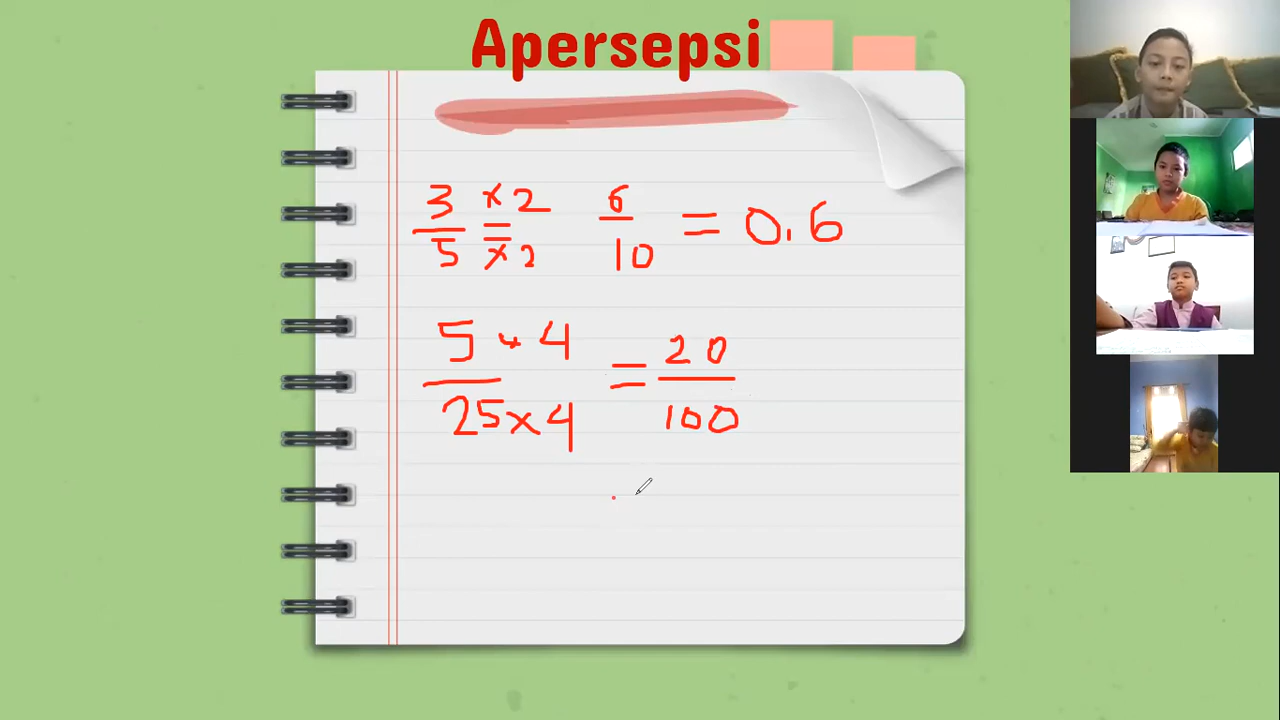 Apersepsi
3/5 × 2 = × 2 6/10 = 0.6
5 × 4 / 25 × 4 = 20/100